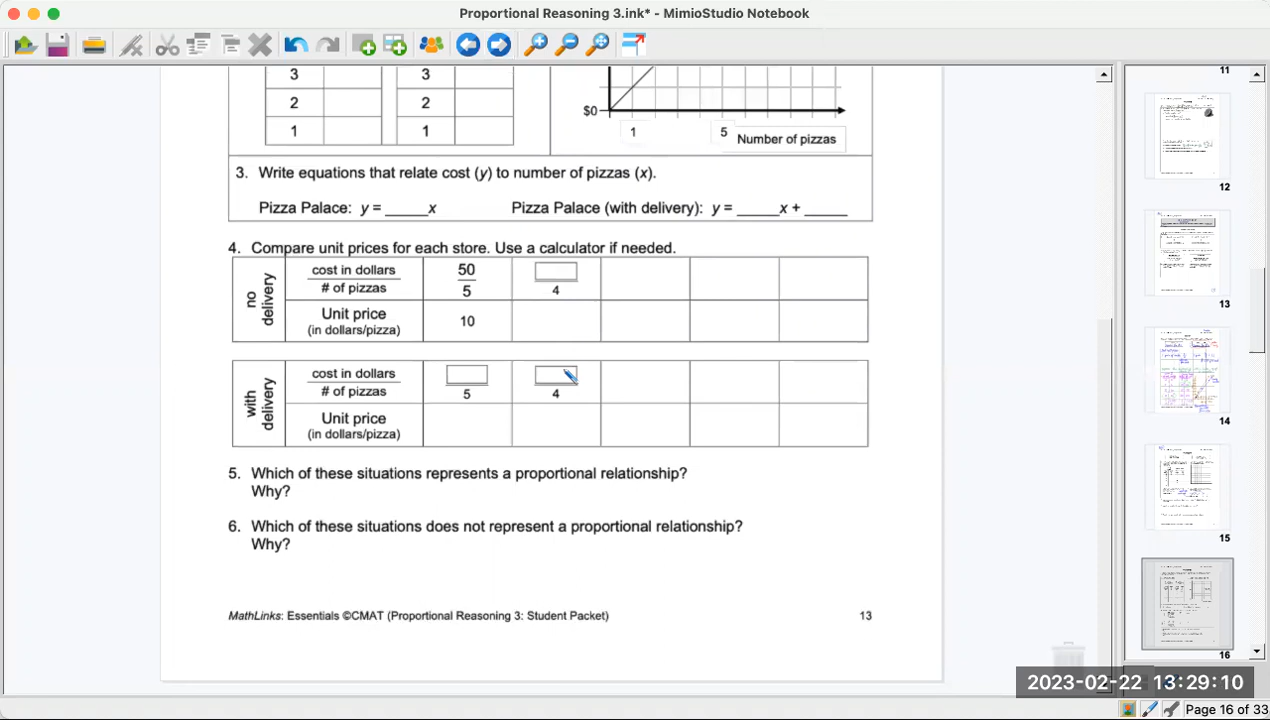 Proportional Reasoning 3.ink* - MimioStudio Notebook
3 3
2 2
1 1
$0
1 5 Number of pizzas
3. Write equations that relate cost (y) to number of pizzas (x).
Pizza Palace: y = _____x Pizza Palace (with delivery): y = _____x + _____
4. Compare unit prices for each store. Use a calculator if needed.
no delivery
cost in dollars 50
# of pizzas 5 4
Unit price
(in dollars/pizza) 10
with delivery
cost in dollars
# of pizzas 5 4
Unit price
(in dollars/pizza)
5. Which of these situations represents a proportional relationship?
Why?
6. Which of these situations does not represent a proportional relationship?
Why?
MathLinks: Essentials ©CMAT (Proportional Reasoning 3: Student Packet) 13
11
12
13
14
15
16
2023-02-22 13:29:10
Page 16 of 33